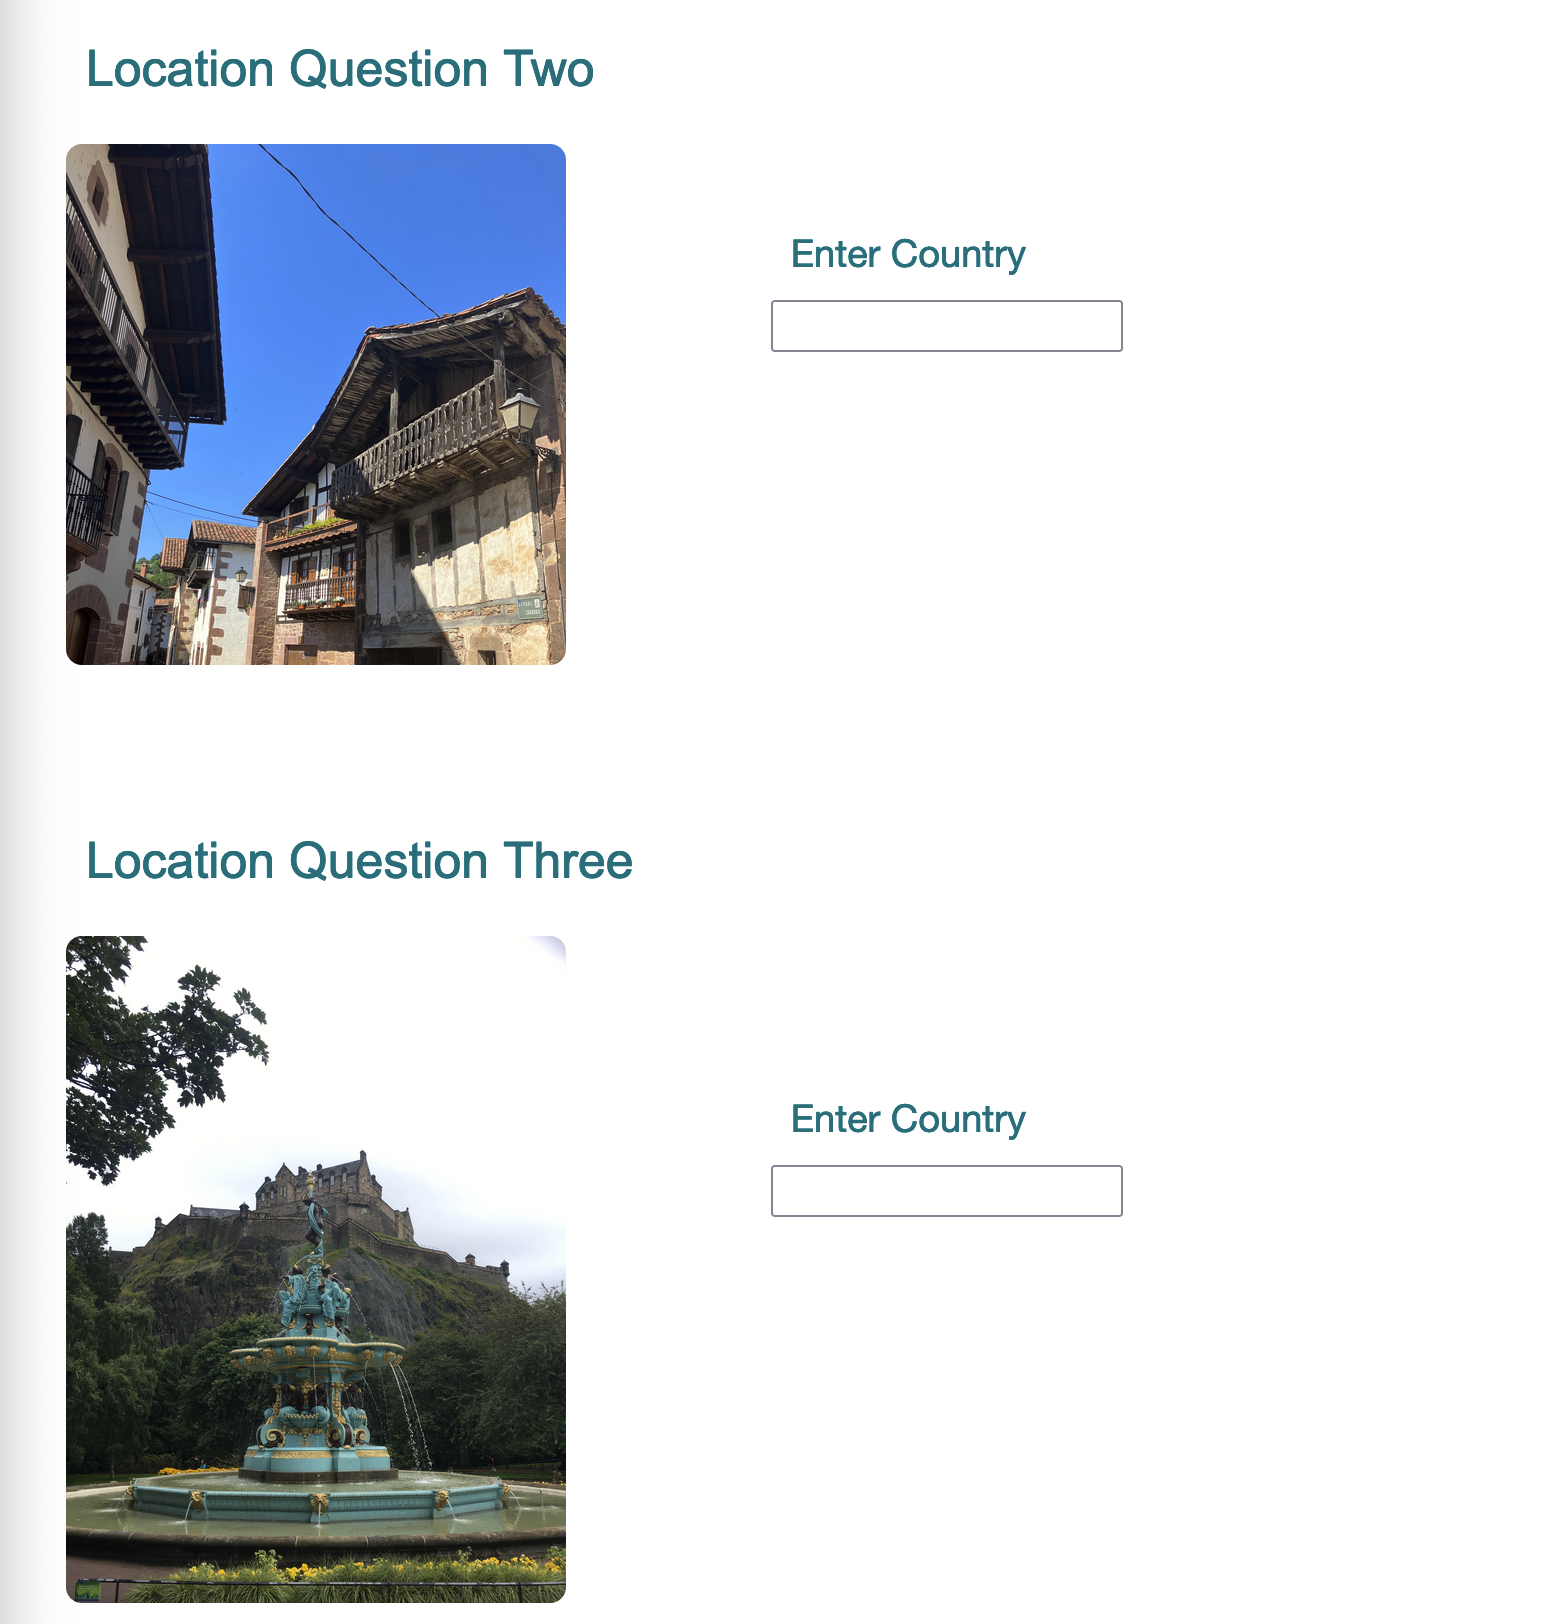 Location Question Two
Enter Country
Location Question Three
Enter Country